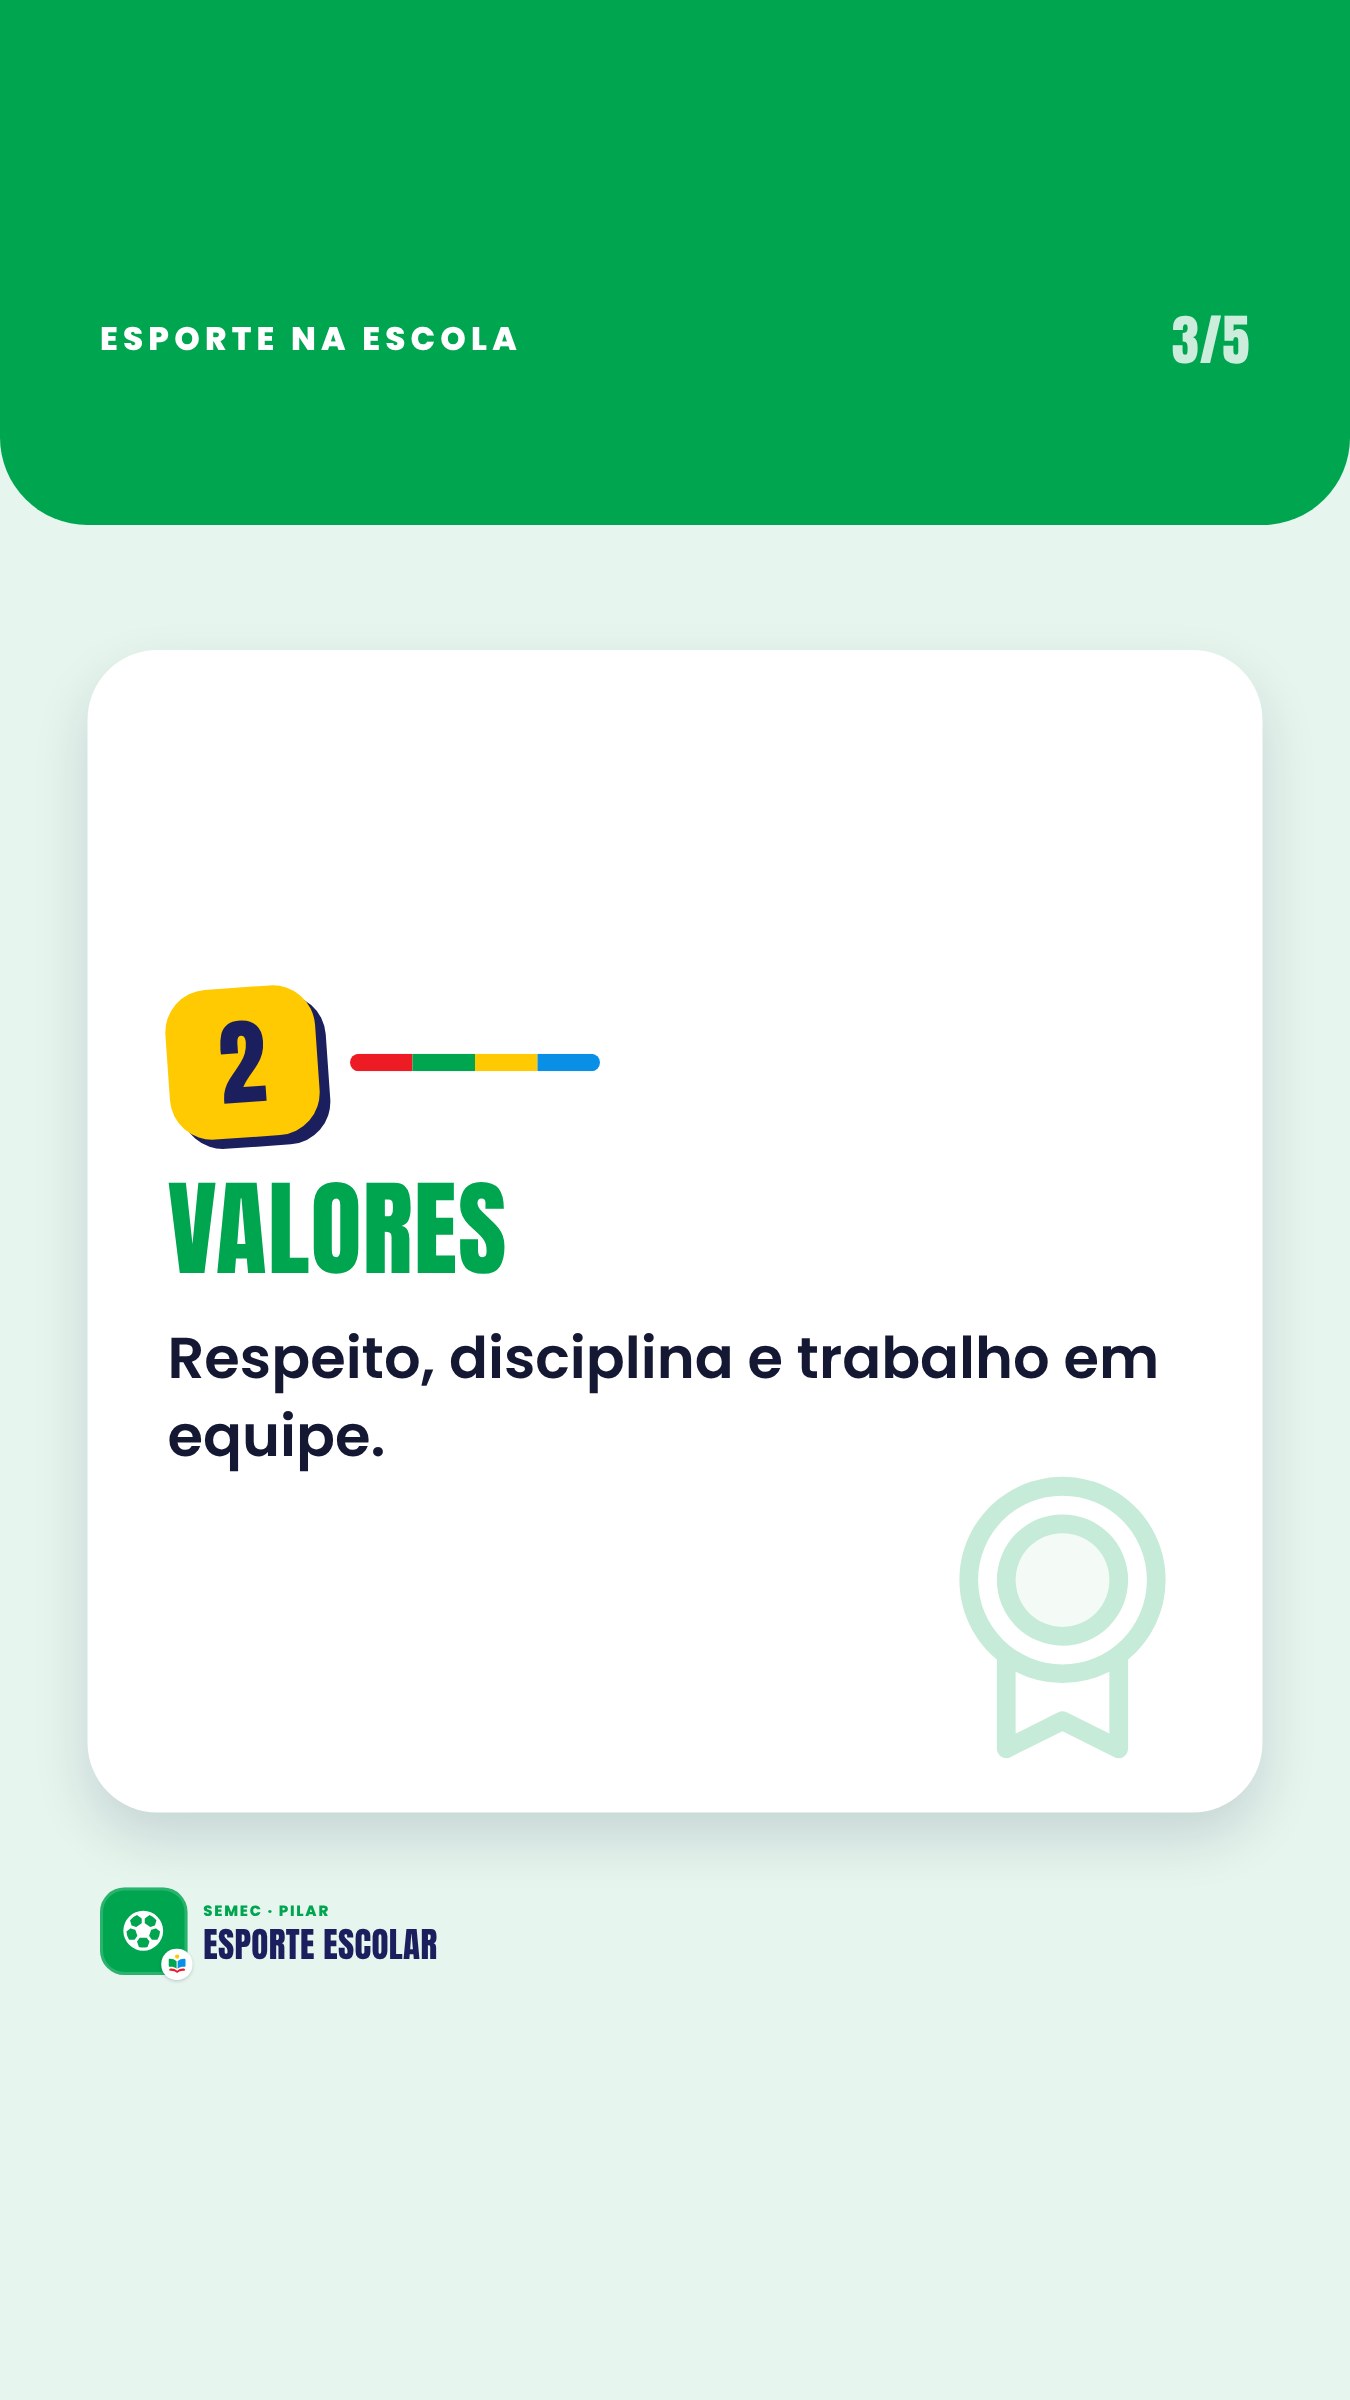 ESPORTE NA ESCOLA
3/5
2
VALORES
Respeito, disciplina e trabalho em
equipe.
SEMEC · PILAR
ESPORTE ESCOLAR